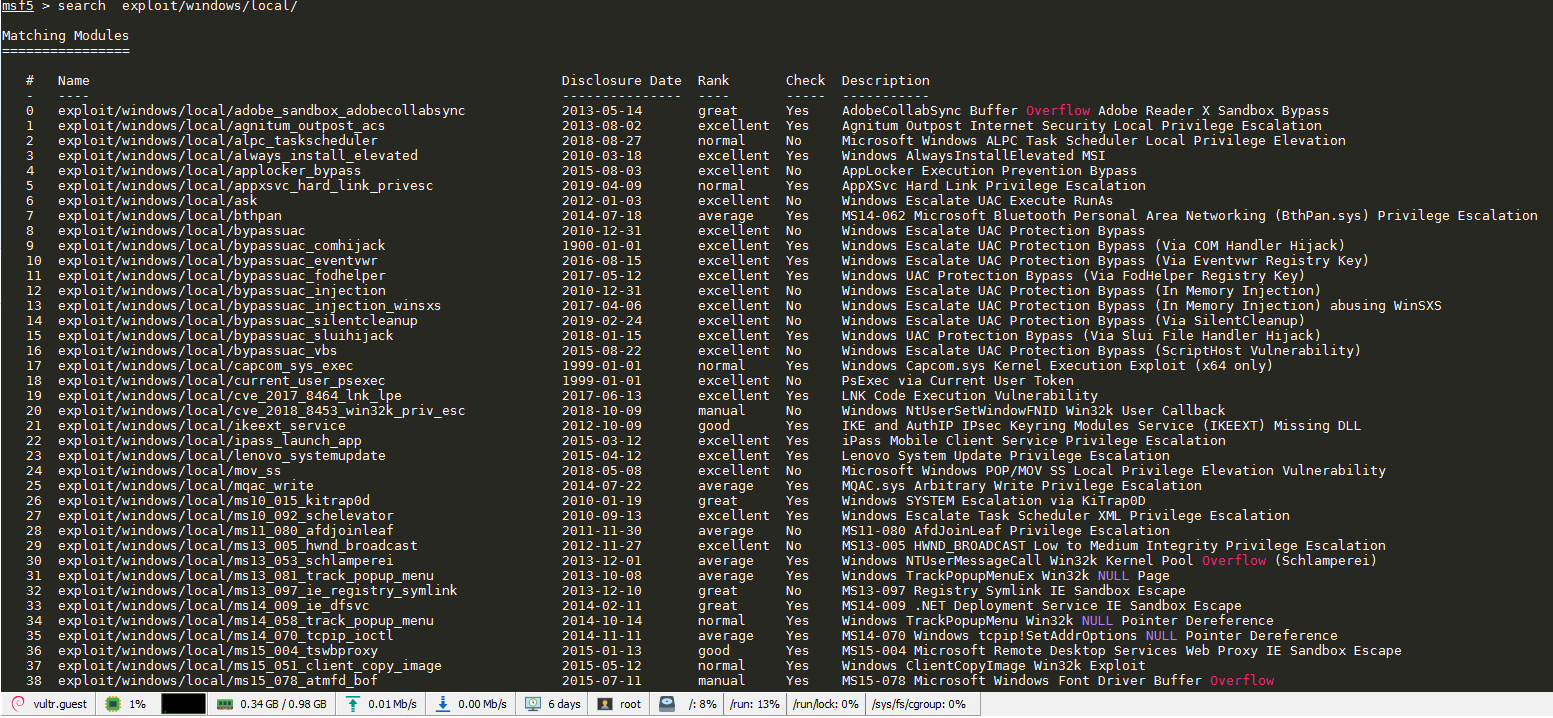 msf5 > search  exploit/windows/local/
Matching Modules
================
#   Name   Disclosure Date  Rank       Check  Description
-   ----   ---------------  ----       -----  -----------
0   exploit/windows/local/adobe_sandbox_adobecollabsync   2013-05-14   great   Yes   AdobeCollabSync Buffer Overflow Adobe Reader X Sandbox Bypass
1   exploit/windows/local/agnitum_outpost_acs   2013-08-02   excellent   Yes   Agnitum Outpost Internet Security Local Privilege Escalation
2   exploit/windows/local/alpc_taskscheduler   2018-08-27   normal   No   Microsoft Windows ALPC Task Scheduler Local Privilege Elevation
3   exploit/windows/local/always_install_elevated   2010-03-18   excellent   Yes   Windows AlwaysInstallElevated MSI
4   exploit/windows/local/applocker_bypass   2015-08-03   excellent   No   AppLocker Execution Prevention Bypass
5   exploit/windows/local/appxsvc_hard_link_privesc   2019-04-09   normal   Yes   AppXSvc Hard Link Privilege Escalation
6   exploit/windows/local/ask   2012-01-03   excellent   No   Windows Escalate UAC Execute RunAs
7   exploit/windows/local/bthpan   2014-07-18   average   Yes   MS14-062 Microsoft Bluetooth Personal Area Networking (BthPan.sys) Privilege Escalation
8   exploit/windows/local/bypassuac   2010-12-31   excellent   No   Windows Escalate UAC Protection Bypass
9   exploit/windows/local/bypassuac_comhijack   1900-01-01   excellent   Yes   Windows Escalate UAC Protection Bypass (Via COM Handler Hijack)
10   exploit/windows/local/bypassuac_eventvwr   2016-08-15   excellent   Yes   Windows Escalate UAC Protection Bypass (Via Eventvwr Registry Key)
11   exploit/windows/local/bypassuac_fodhelper   2017-05-12   excellent   Yes   Windows UAC Protection Bypass (Via FodHelper Registry Key)
12   exploit/windows/local/bypassuac_injection   2010-12-31   excellent   No   Windows Escalate UAC Protection Bypass (In Memory Injection)
13   exploit/windows/local/bypassuac_injection_winsxs   2017-04-06   excellent   No   Windows Escalate UAC Protection Bypass (In Memory Injection) abusing WinSXS
14   exploit/windows/local/bypassuac_silentcleanup   2019-02-24   excellent   No   Windows Escalate UAC Protection Bypass (Via SilentCleanup)
15   exploit/windows/local/bypassuac_sluihijack   2018-01-15   excellent   Yes   Windows UAC Protection Bypass (Via Slui File Handler Hijack)
16   exploit/windows/local/bypassuac_vbs   2015-08-22   excellent   No   Windows Escalate UAC Protection Bypass (ScriptHost Vulnerability)
17   exploit/windows/local/capcom_sys_exec   1999-01-01   normal   Yes   Windows Capcom.sys Kernel Execution Exploit (x64 only)
18   exploit/windows/local/current_user_psexec   1999-01-01   excellent   No   PsExec via Current User Token
19   exploit/windows/local/cve_2017_8464_lnk_lpe   2017-06-13   excellent   Yes   LNK Code Execution Vulnerability
20   exploit/windows/local/cve_2018_8453_win32k_priv_esc   2018-10-09   manual   No   Windows NtUserSetWindowFNID Win32k User Callback
21   exploit/windows/local/ikeext_service   2012-10-09   good   Yes   IKE and AuthIP IPsec Keyring Modules Service (IKEEXT) Missing DLL
22   exploit/windows/local/ipass_launch_app   2015-03-12   excellent   Yes   iPass Mobile Client Service Privilege Escalation
23   exploit/windows/local/lenovo_systemupdate   2015-04-12   excellent   Yes   Lenovo System Update Privilege Escalation
24   exploit/windows/local/mov_ss   2018-05-08   excellent   No   Microsoft Windows POP/MOV SS Local Privilege Elevation Vulnerability
25   exploit/windows/local/mqac_write   2014-07-22   average   Yes   MQAC.sys Arbitrary Write Privilege Escalation
26   exploit/windows/local/ms10_015_kitrap0d   2010-01-19   great   Yes   Windows SYSTEM Escalation via KiTrap0D
27   exploit/windows/local/ms10_092_schelevator   2010-09-13   excellent   Yes   Windows Escalate Task Scheduler XML Privilege Escalation
28   exploit/windows/local/ms11_080_afdjoinleaf   2011-11-30   average   No   MS11-080 AfdJoinLeaf Privilege Escalation
29   exploit/windows/local/ms13_005_hwnd_broadcast   2012-11-27   excellent   No   MS13-005 HWND_BROADCAST Low to Medium Integrity Privilege Escalation
30   exploit/windows/local/ms13_053_schlamperei   2013-12-01   average   Yes   Windows NTUserMessageCall Win32k Kernel Pool Overflow (Schlamperei)
31   exploit/windows/local/ms13_081_track_popup_menu   2013-10-08   average   Yes   Windows TrackPopupMenuEx Win32k NULL Page
32   exploit/windows/local/ms13_097_ie_registry_symlink   2013-12-10   great   No   MS13-097 Registry Symlink IE Sandbox Escape
33   exploit/windows/local/ms14_009_ie_dfsvc   2014-02-11   great   Yes   MS14-009 .NET Deployment Service IE Sandbox Escape
34   exploit/windows/local/ms14_058_track_popup_menu   2014-10-14   normal   Yes   Windows TrackPopupMenu Win32k NULL Pointer Dereference
35   exploit/windows/local/ms14_070_tcpip_ioctl   2014-11-11   average   Yes   MS14-070 Windows tcpip!SetAddrOptions NULL Pointer Dereference
36   exploit/windows/local/ms15_004_tswbproxy   2015-01-13   good   Yes   MS15-004 Microsoft Remote Desktop Services Web Proxy IE Sandbox Escape
37   exploit/windows/local/ms15_051_client_copy_image   2015-05-12   normal   Yes   Windows ClientCopyImage Win32k Exploit
38   exploit/windows/local/ms15_078_atmfd_bof   2015-07-11   manual   Yes   MS15-078 Microsoft Windows Font Driver Buffer Overflow
vultr.guest   1%   0.34 GB / 0.98 GB   0.01 Mb/s   0.00 Mb/s   6 days   root   /: 8%   /run: 13%   /run/lock: 0%   /sys/fs/cgroup: 0%